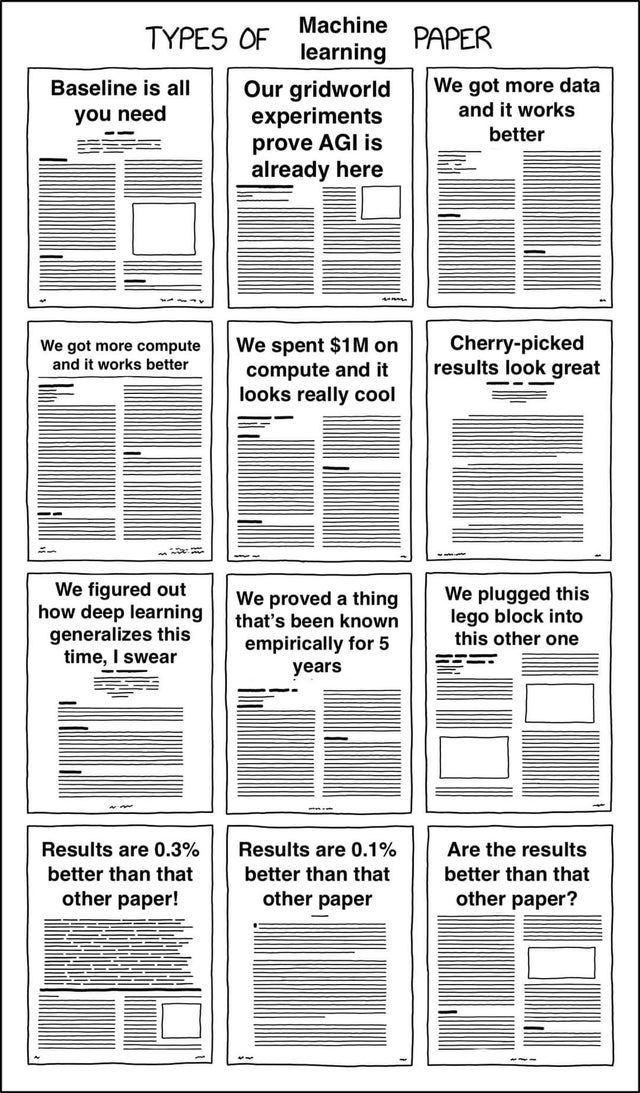 TYPES OF Machine learning PAPER
Baseline is all
you need
Our gridworld
experiments
prove AGI is
already here
We got more data
and it works
better
We got more compute
and it works better
We spent $1M on
compute and it
looks really cool
Cherry-picked
results look great
We figured out
how deep learning
generalizes this
time, I swear
We proved a thing
that's been known
empirically for 5
years
We plugged this
lego block into
this other one
Results are 0.3%
better than that
other paper!
Results are 0.1%
better than that
other paper
Are the results
better than that
other paper?